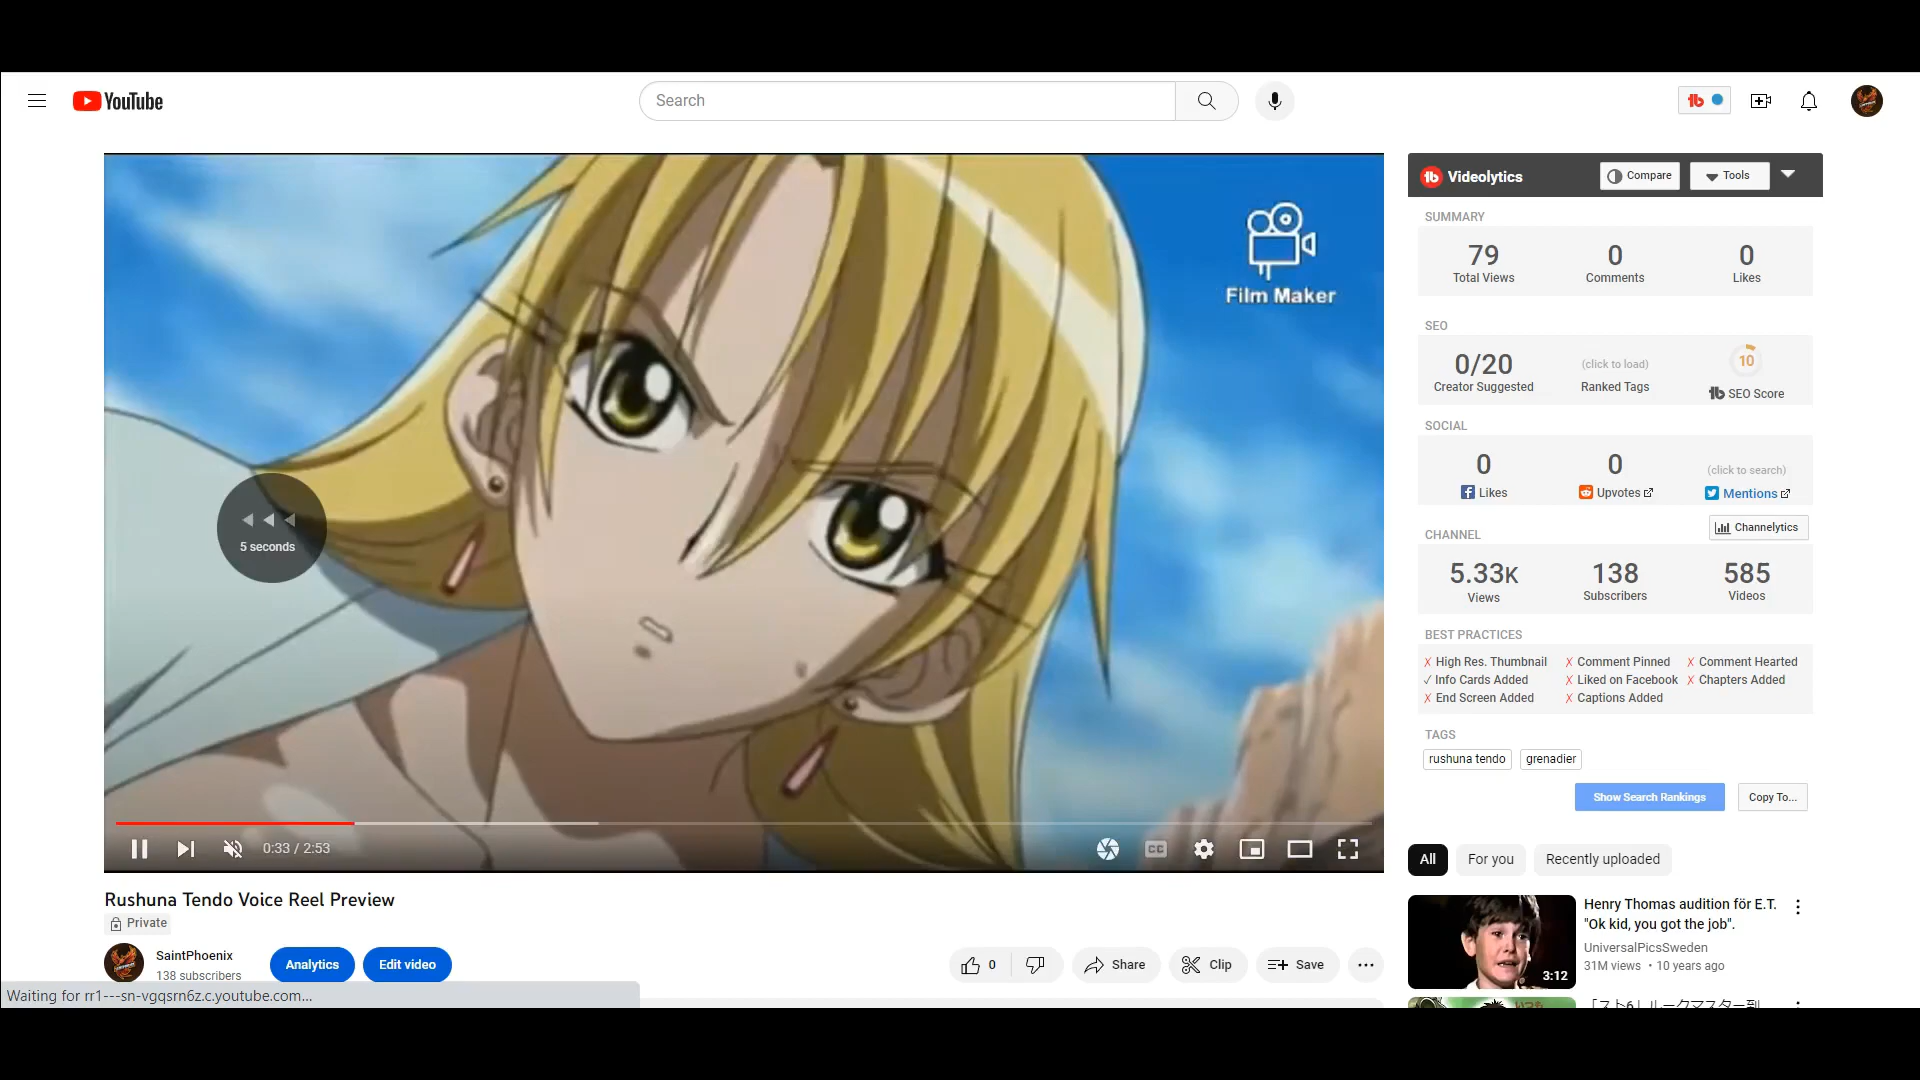 YouTube
Search
Film Maker
5 seconds
0:33 / 2:53
CC
Rushuna Tendo Voice Reel Preview
Private
SaintPhoenix
138 subscribers
Analytics
Edit video
0
Share
Clip
Save
Waiting for rr1---sn-vgqsrn6z.c.youtube.com...
Videolytics
Compare
Tools
SUMMARY
79 0 0
Total Views Comments Likes
SEO
0/20 (click to load) 10
Creator Suggested Ranked Tags SEO Score
SOCIAL
0 0 (click to search)
Likes Upvotes Mentions
CHANNEL
Channelytics
5.33K 138 585
Views Subscribers Videos
BEST PRACTICES
✗ High Res. Thumbnail ✗ Comment Pinned ✗ Comment Hearted
✓ Info Cards Added ✗ Liked on Facebook ✗ Chapters Added
✗ End Screen Added ✗ Captions Added
TAGS
rushuna tendo grenadier
Show Search Rankings Copy To...
All For you Recently uploaded
Henry Thomas audition för E.T.
"Ok kid, you got the job".
UniversalPicsSweden
31M views • 10 years ago
3:12